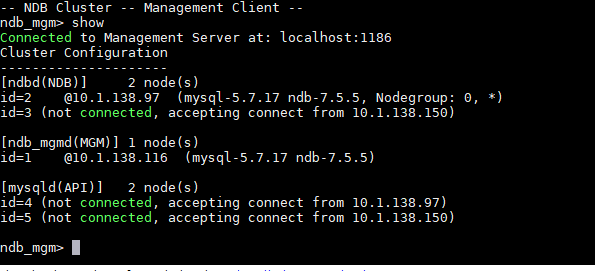 -- NDB Cluster -- Management Client --
ndb_mgm> show
Connected to Management Server at: localhost:1186
Cluster Configuration
---------------------
[ndbd(NDB)]     2 node(s)
id=2    @10.1.138.97  (mysql-5.7.17 ndb-7.5.5, Nodegroup: 0, *)
id=3 (not connected, accepting connect from 10.1.138.150)

[ndb_mgmd(MGM)] 1 node(s)
id=1    @10.1.138.116  (mysql-5.7.17 ndb-7.5.5)

[mysqld(API)]   2 node(s)
id=4 (not connected, accepting connect from 10.1.138.97)
id=5 (not connected, accepting connect from 10.1.138.150)

ndb_mgm>